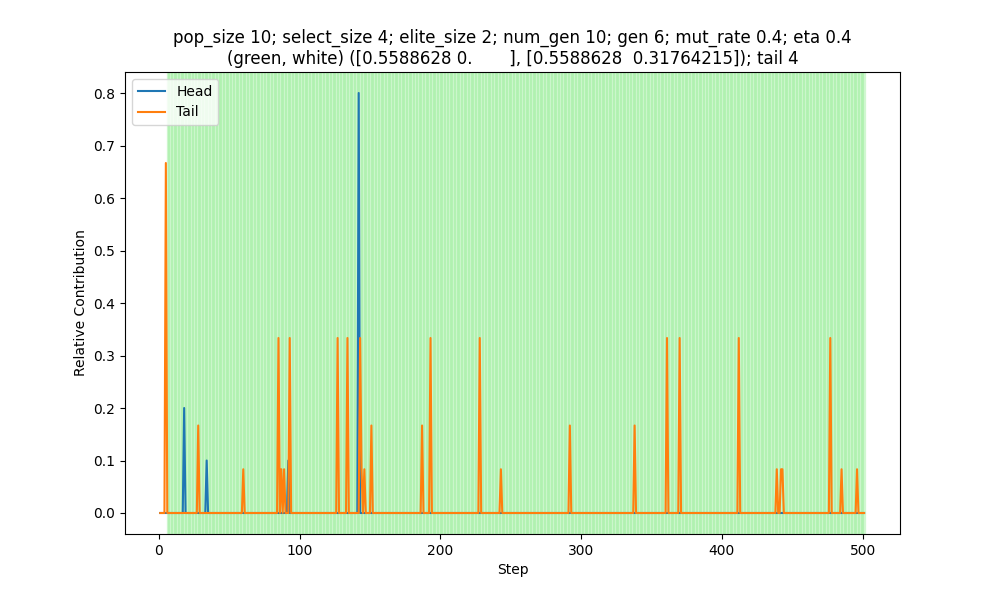 pop_size 10; select_size 4; elite_size 2; num_gen 10; gen 6; mut_rate 0.4; eta 0.4
(green, white) ([0.5588628 0.       ], [0.5588628  0.31764215]); tail 4
Head
Tail
0.8
0.7
0.6
0.5
0.4
0.3
0.2
0.1
0.0
Relative Contribution
0
100
200
300
400
500
Step